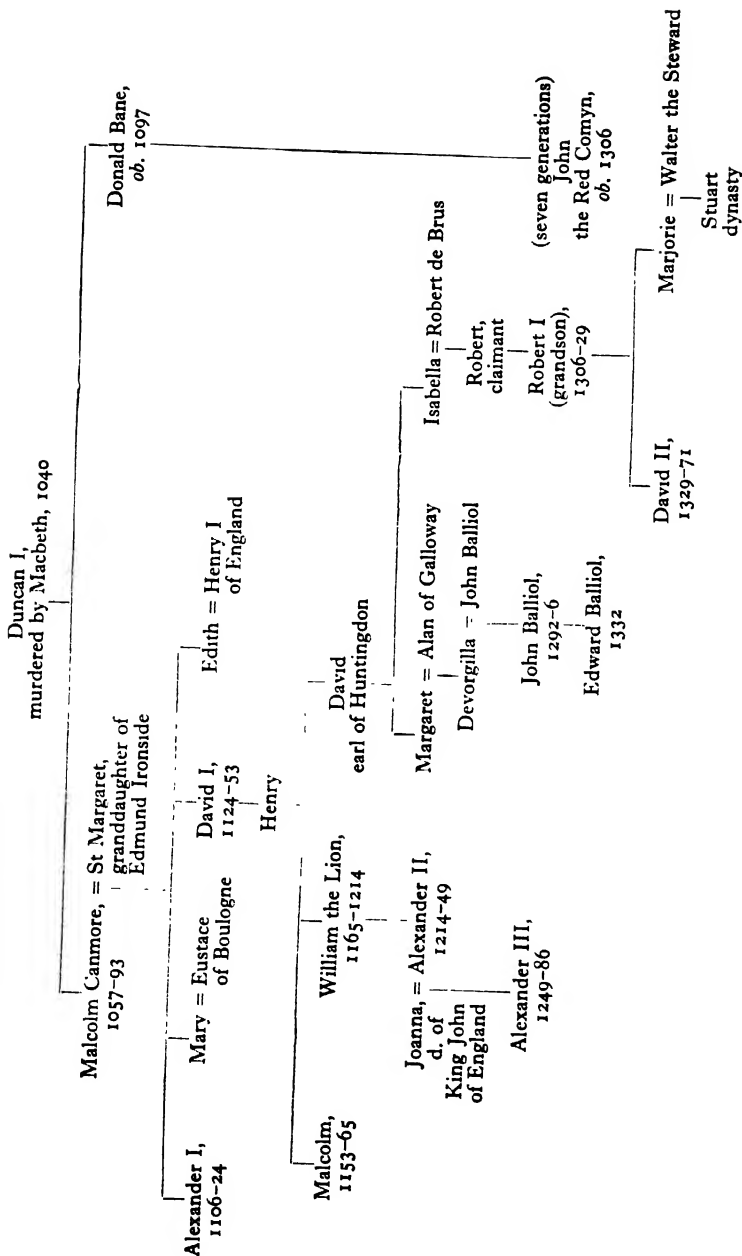 Duncan I,
murdered by Macbeth, 1040
Malcolm Canmore, = St Margaret,
1057–93
granddaughter of
Edmund Ironside
Donald Bane,
ob. 1097
Alexander I,
1106–24
Mary = Eustace
of Boulogne
David I,
1124–53
Edith = Henry I
of England
Henry
Malcolm,
1153–65
William the Lion,
1165–1214
David
earl of Huntingdon
Joanna, = Alexander II,
d. of
King John
of England
1214–49
Margaret = Alan of Galloway
Isabella = Robert de Brus
(seven generations)
John
the Red Comyn,
ob. 1306
Alexander III,
1249–86
Devorgilla = John Balliol
Robert,
claimant
John Balliol,
1292–6
Robert I
(grandson),
1306–29
Edward Balliol,
1332
David II,
1329–71
Marjorie = Walter the Steward
Stuart
dynasty